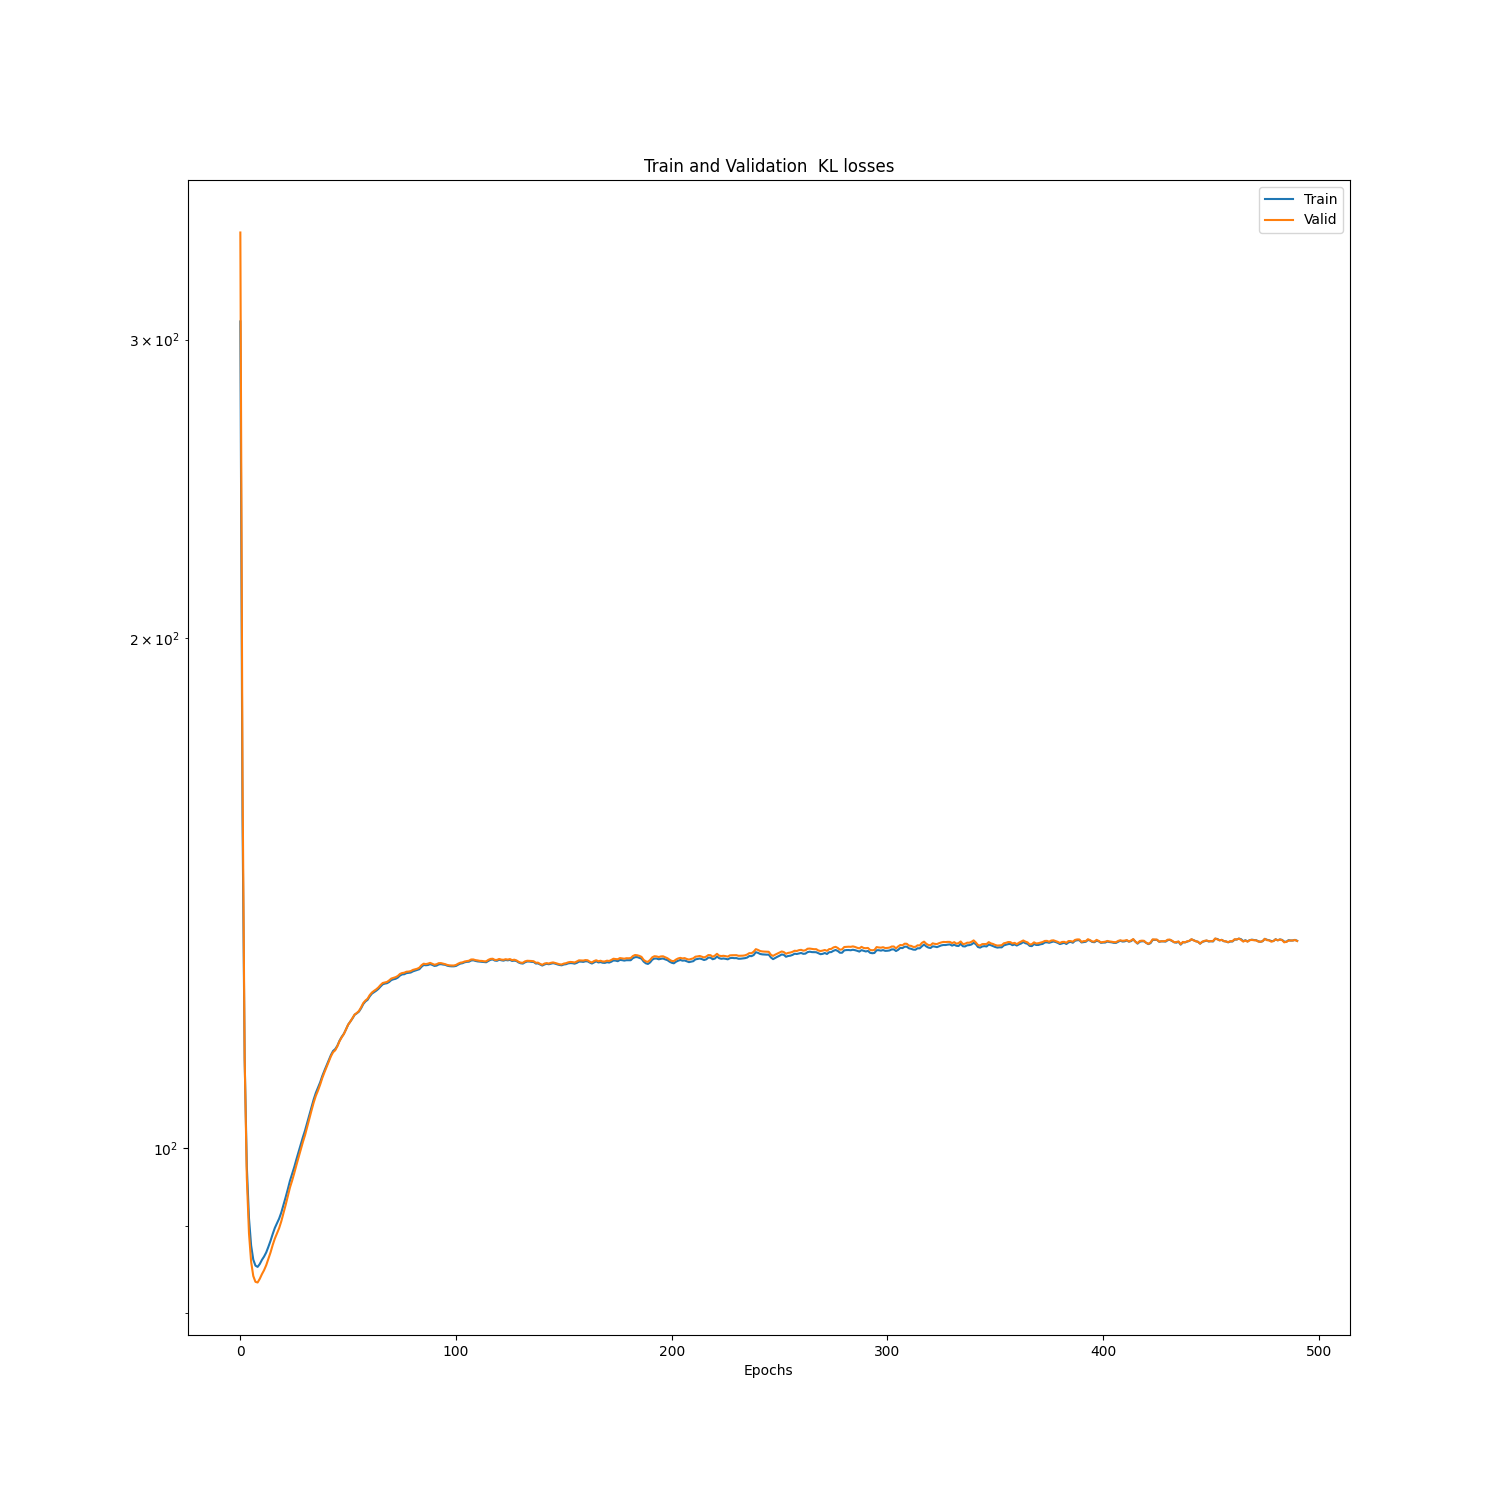 Train and Validation  KL losses
Train
Valid
3 × 10²
2 × 10²
10²
0 100 200 300 400 500
Epochs